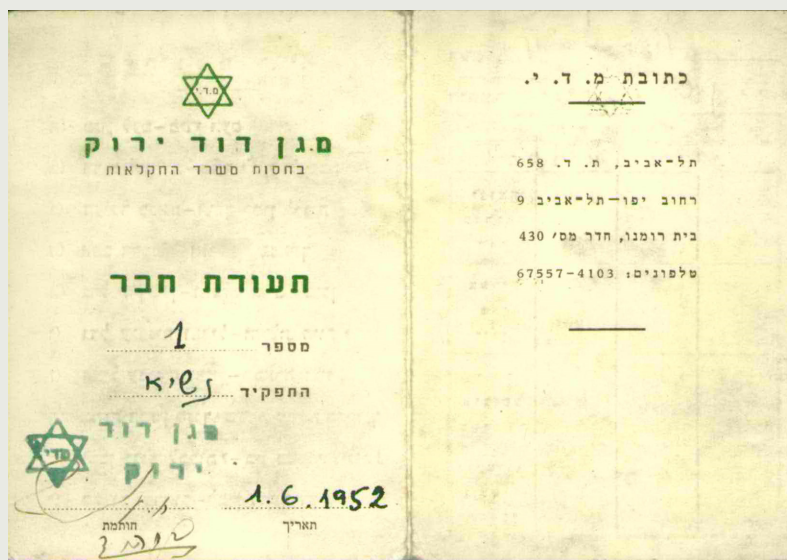 מ.ד.י.
מגן דוד ירוק
בחסות משרד החקלאות
תעודת חבר
מספר 1
התפקיד נשיא
מגן דוד
ירוק
מדי
1.6.1952
חותמת
תאריך
כתובת מ. ד. י.
תל־אביב, ת. ד. 658
רחוב יפו—תל־אביב 9
בית רומנו, חדר מס׳ 430
טלפונים: 67557-4103